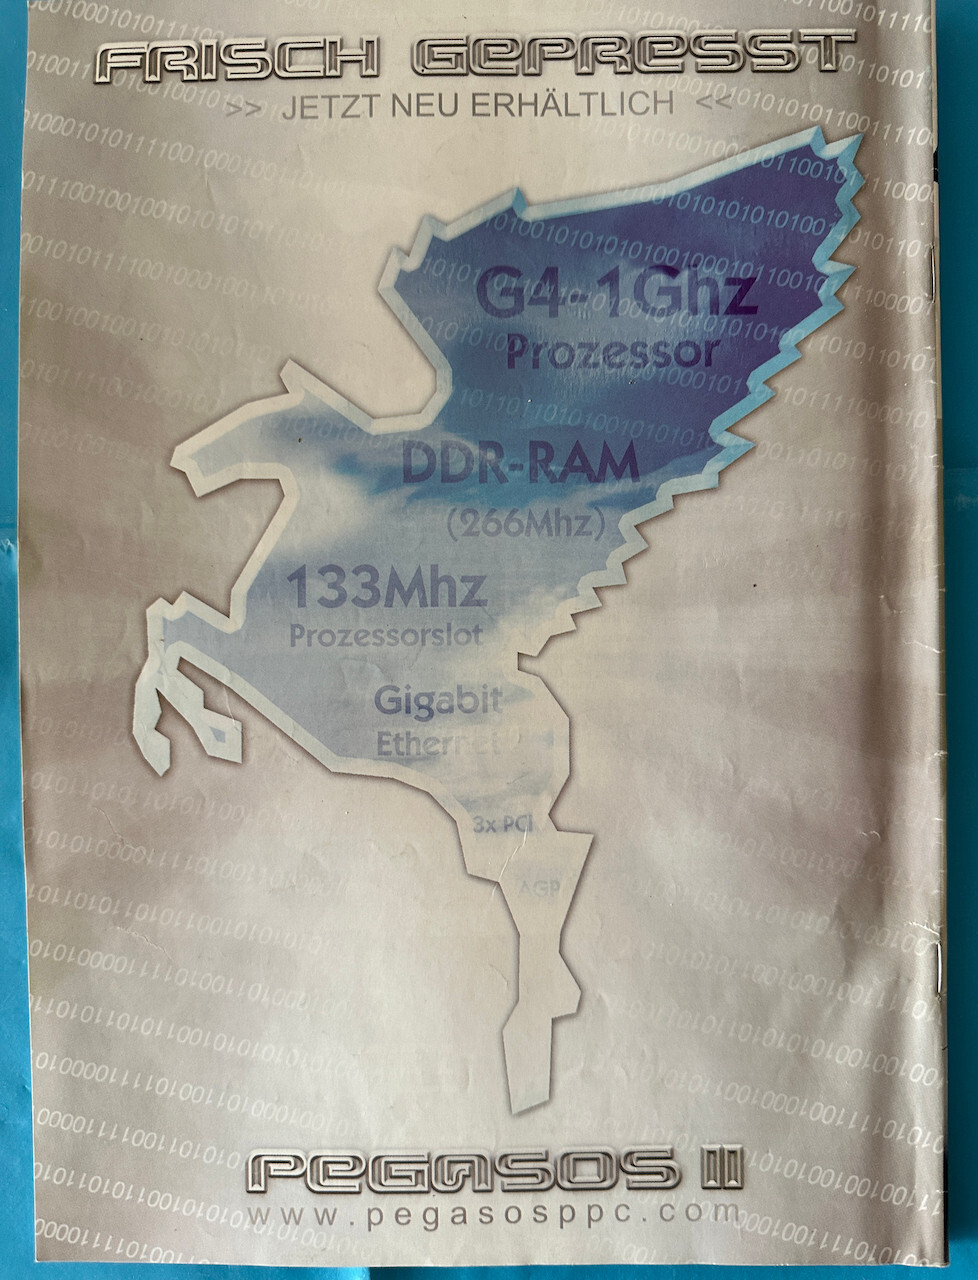 FRISCH GEPRESST
>> JETZT NEU ERHÄLTLICH <<
G4-1Ghz
Prozessor
DDR-RAM
(266Mhz)
133Mhz
Prozessorslot
Gigabit
Ethernet
3x PCI
AGP
PEGASOS II
www.pegasosppc.com